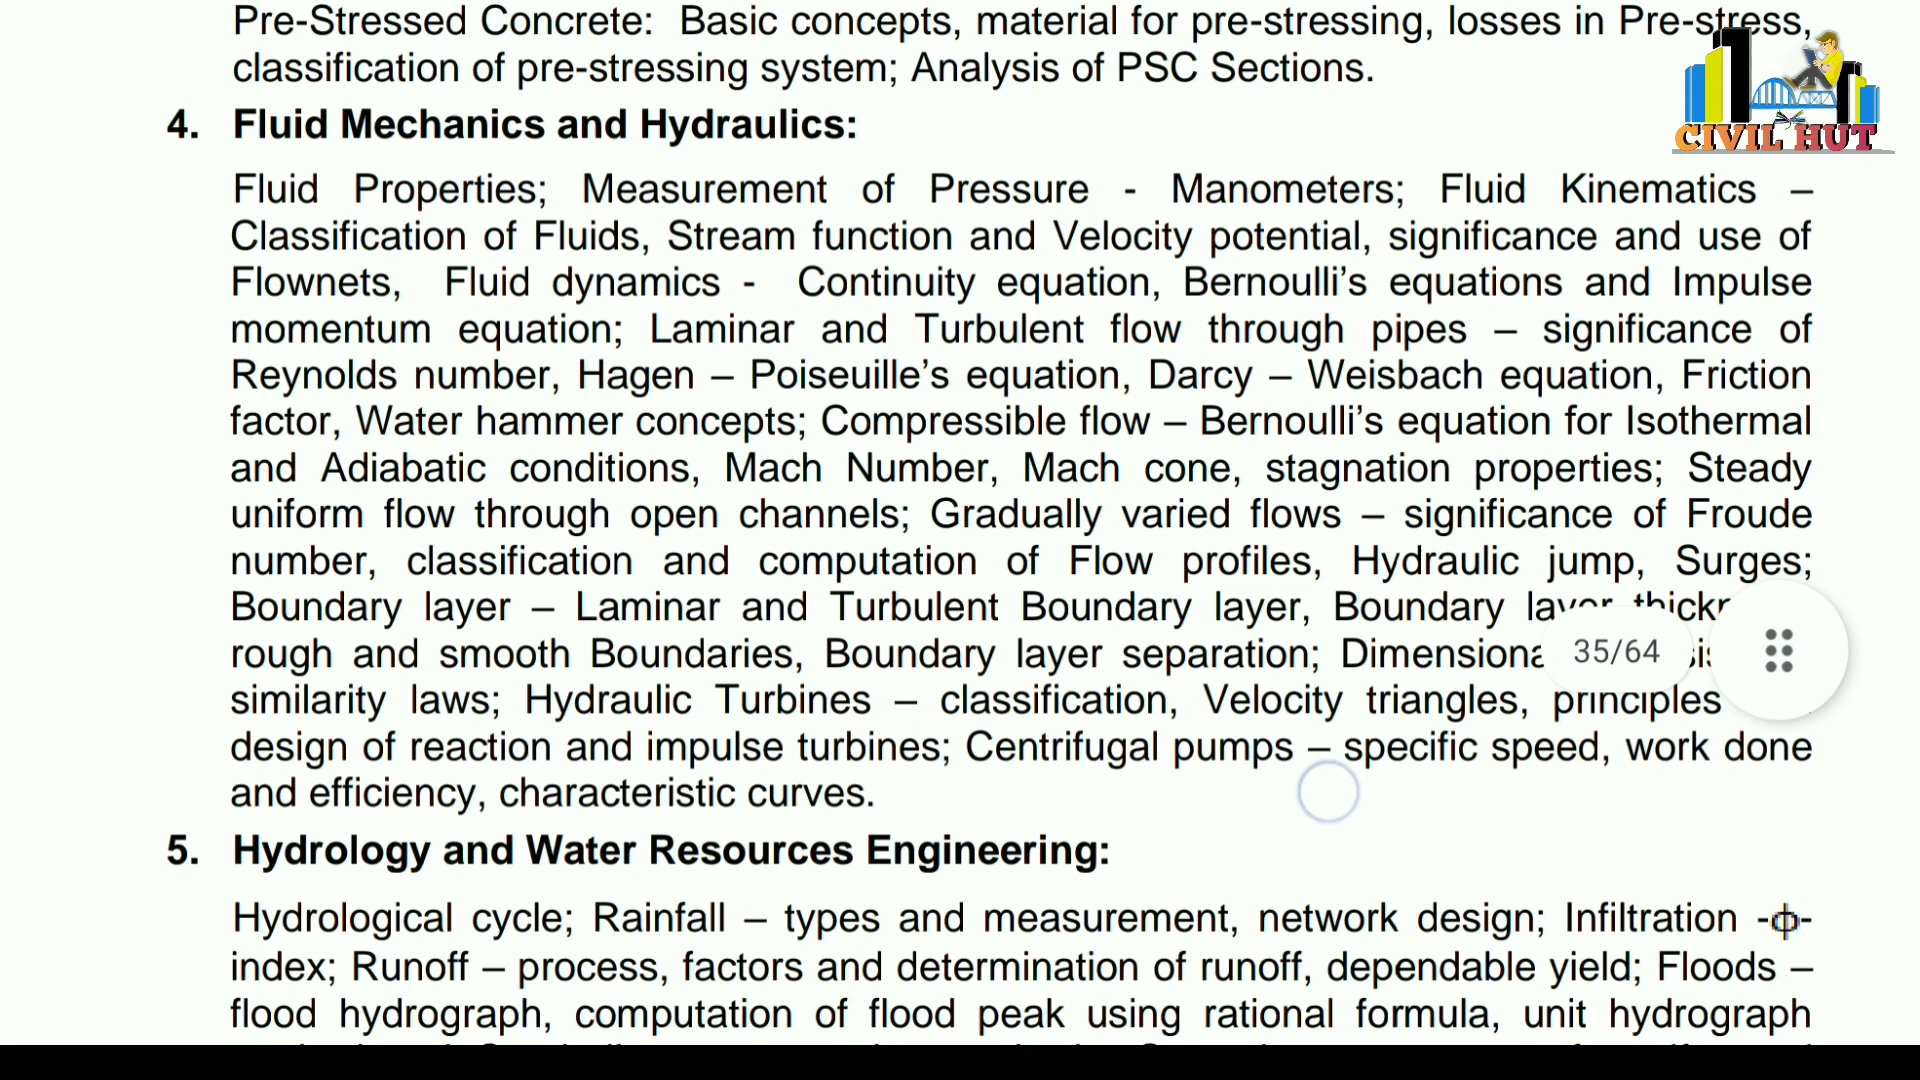 Pre-Stressed Concrete: Basic concepts, material for pre-stressing, losses in Pre-stress,
classification of pre-stressing system; Analysis of PSC Sections.
4. Fluid Mechanics and Hydraulics:
Fluid Properties; Measurement of Pressure - Manometers; Fluid Kinematics –
Classification of Fluids, Stream function and Velocity potential, significance and use of
Flownets, Fluid dynamics - Continuity equation, Bernoulli’s equations and Impulse
momentum equation; Laminar and Turbulent flow through pipes – significance of
Reynolds number, Hagen – Poiseuille’s equation, Darcy – Weisbach equation, Friction
factor, Water hammer concepts; Compressible flow – Bernoulli’s equation for Isothermal
and Adiabatic conditions, Mach Number, Mach cone, stagnation properties; Steady
uniform flow through open channels; Gradually varied flows – significance of Froude
number, classification and computation of Flow profiles, Hydraulic jump, Surges;
Boundary layer – Laminar and Turbulent Boundary layer, Boundary layer
rough and smooth Boundaries, Boundary layer separation;
similarity laws; Hydraulic Turbines – classification, Velocity triangles, principles
design of reaction and impulse turbines; Centrifugal pumps – specific speed, work done
and efficiency, characteristic curves.
5. Hydrology and Water Resources Engineering:
Hydrological cycle; Rainfall – types and measurement, network design; Infiltration -ф-
index; Runoff – process, factors and determination of runoff, dependable yield; Floods –
flood hydrograph, computation of flood peak using rational formula, unit hydrograph
CIVIL HUT
35/64